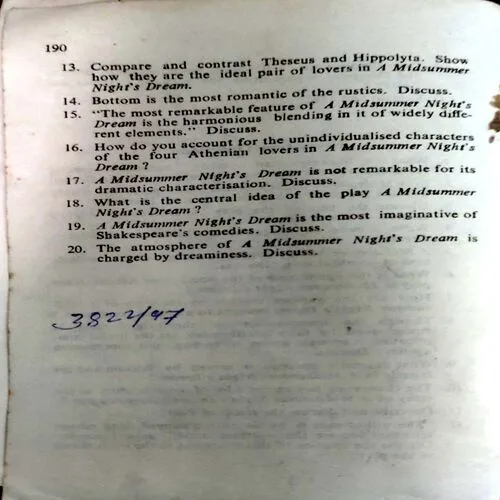 190
13. Compare and contrast Theseus and Hippolyta. Show
how they are the ideal pair of lovers in A Midsummer
Night's Dream.
14. Bottom is the most romantic of the rustics. Discuss.
15. "The most remarkable feature of A Midsummer Night's
Dream is the harmonious blending in it of widely diffe-
rent elements." Discuss.
16. How do you account for the unindividualised characters
of the four Athenian lovers in A Midsummer Night's
Dream ?
17. A Midsummer Night's Dream is not remarkable for its
dramatic characterisation. Discuss.
18. What is the central idea of the play A Midsummer
Night's Dream ?
19. A Midsummer Night's Dream is the most imaginative of
Shakespeare's comedies. Discuss.
20. The atmosphere of A Midsummer Night's Dream is
charged by dreaminess. Discuss.
3822/97